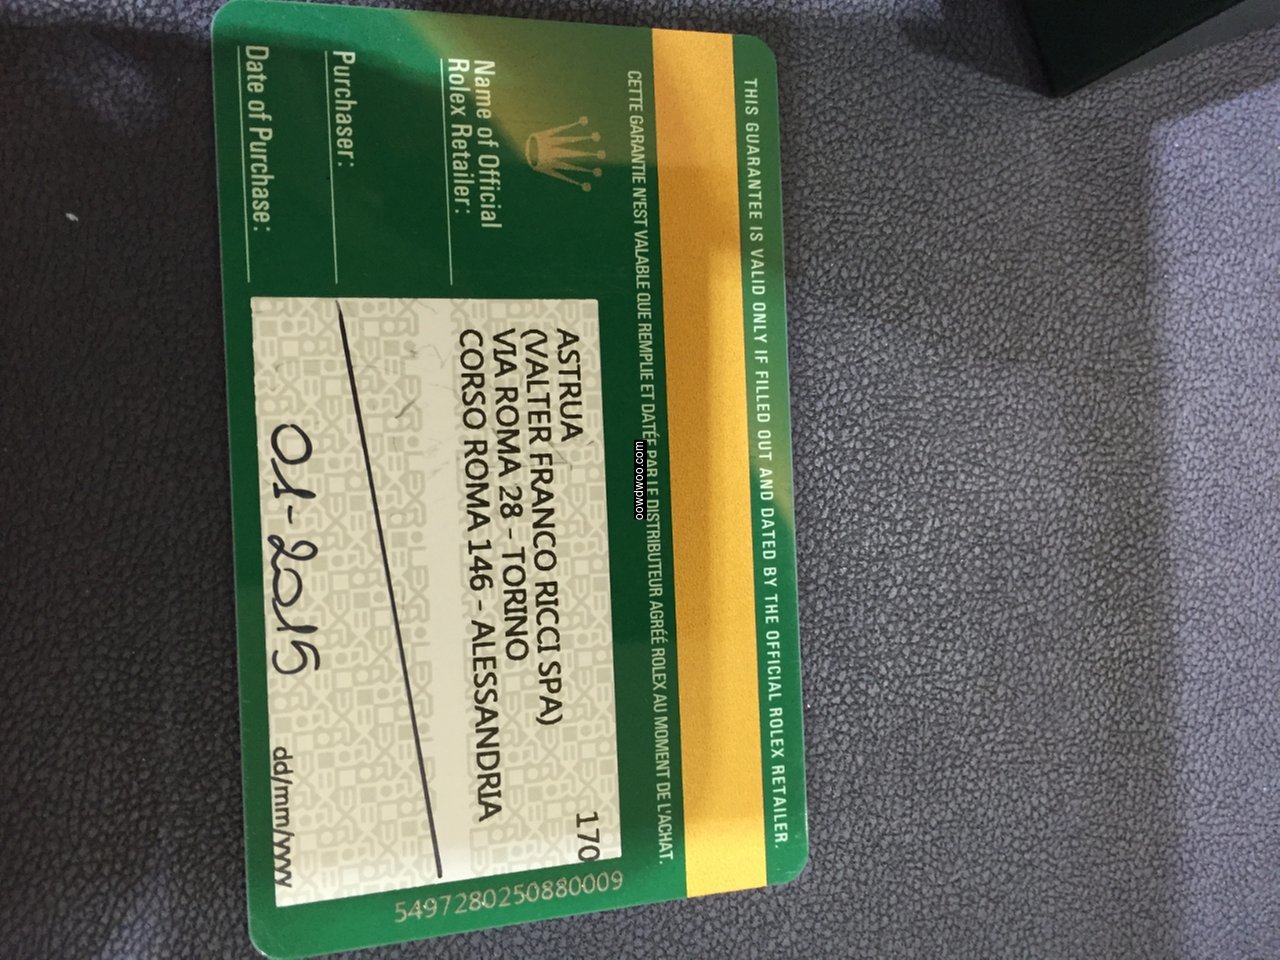 THIS GUARANTEE IS VALID ONLY IF FILLED OUT AND DATED BY THE OFFICIAL ROLEX RETAILER.
CETTE GARANTIE N'EST VALABLE QUE REMPLIE ET DATÉE PAR LE DISTRIBUTEUR AGRÉÉ ROLEX AU MOMENT DE L'ACHAT.
oowdwoo.com
170
ASTRUA
(VALTER FRANCO RICCI SPA)
VIA ROMA 28 - TORINO
CORSO ROMA 146 - ALESSANDRIA
Name of Official
Rolex Retailer:
Purchaser:
Date of Purchase:
01-2015
dd/mm/yyyy
5497280250880009